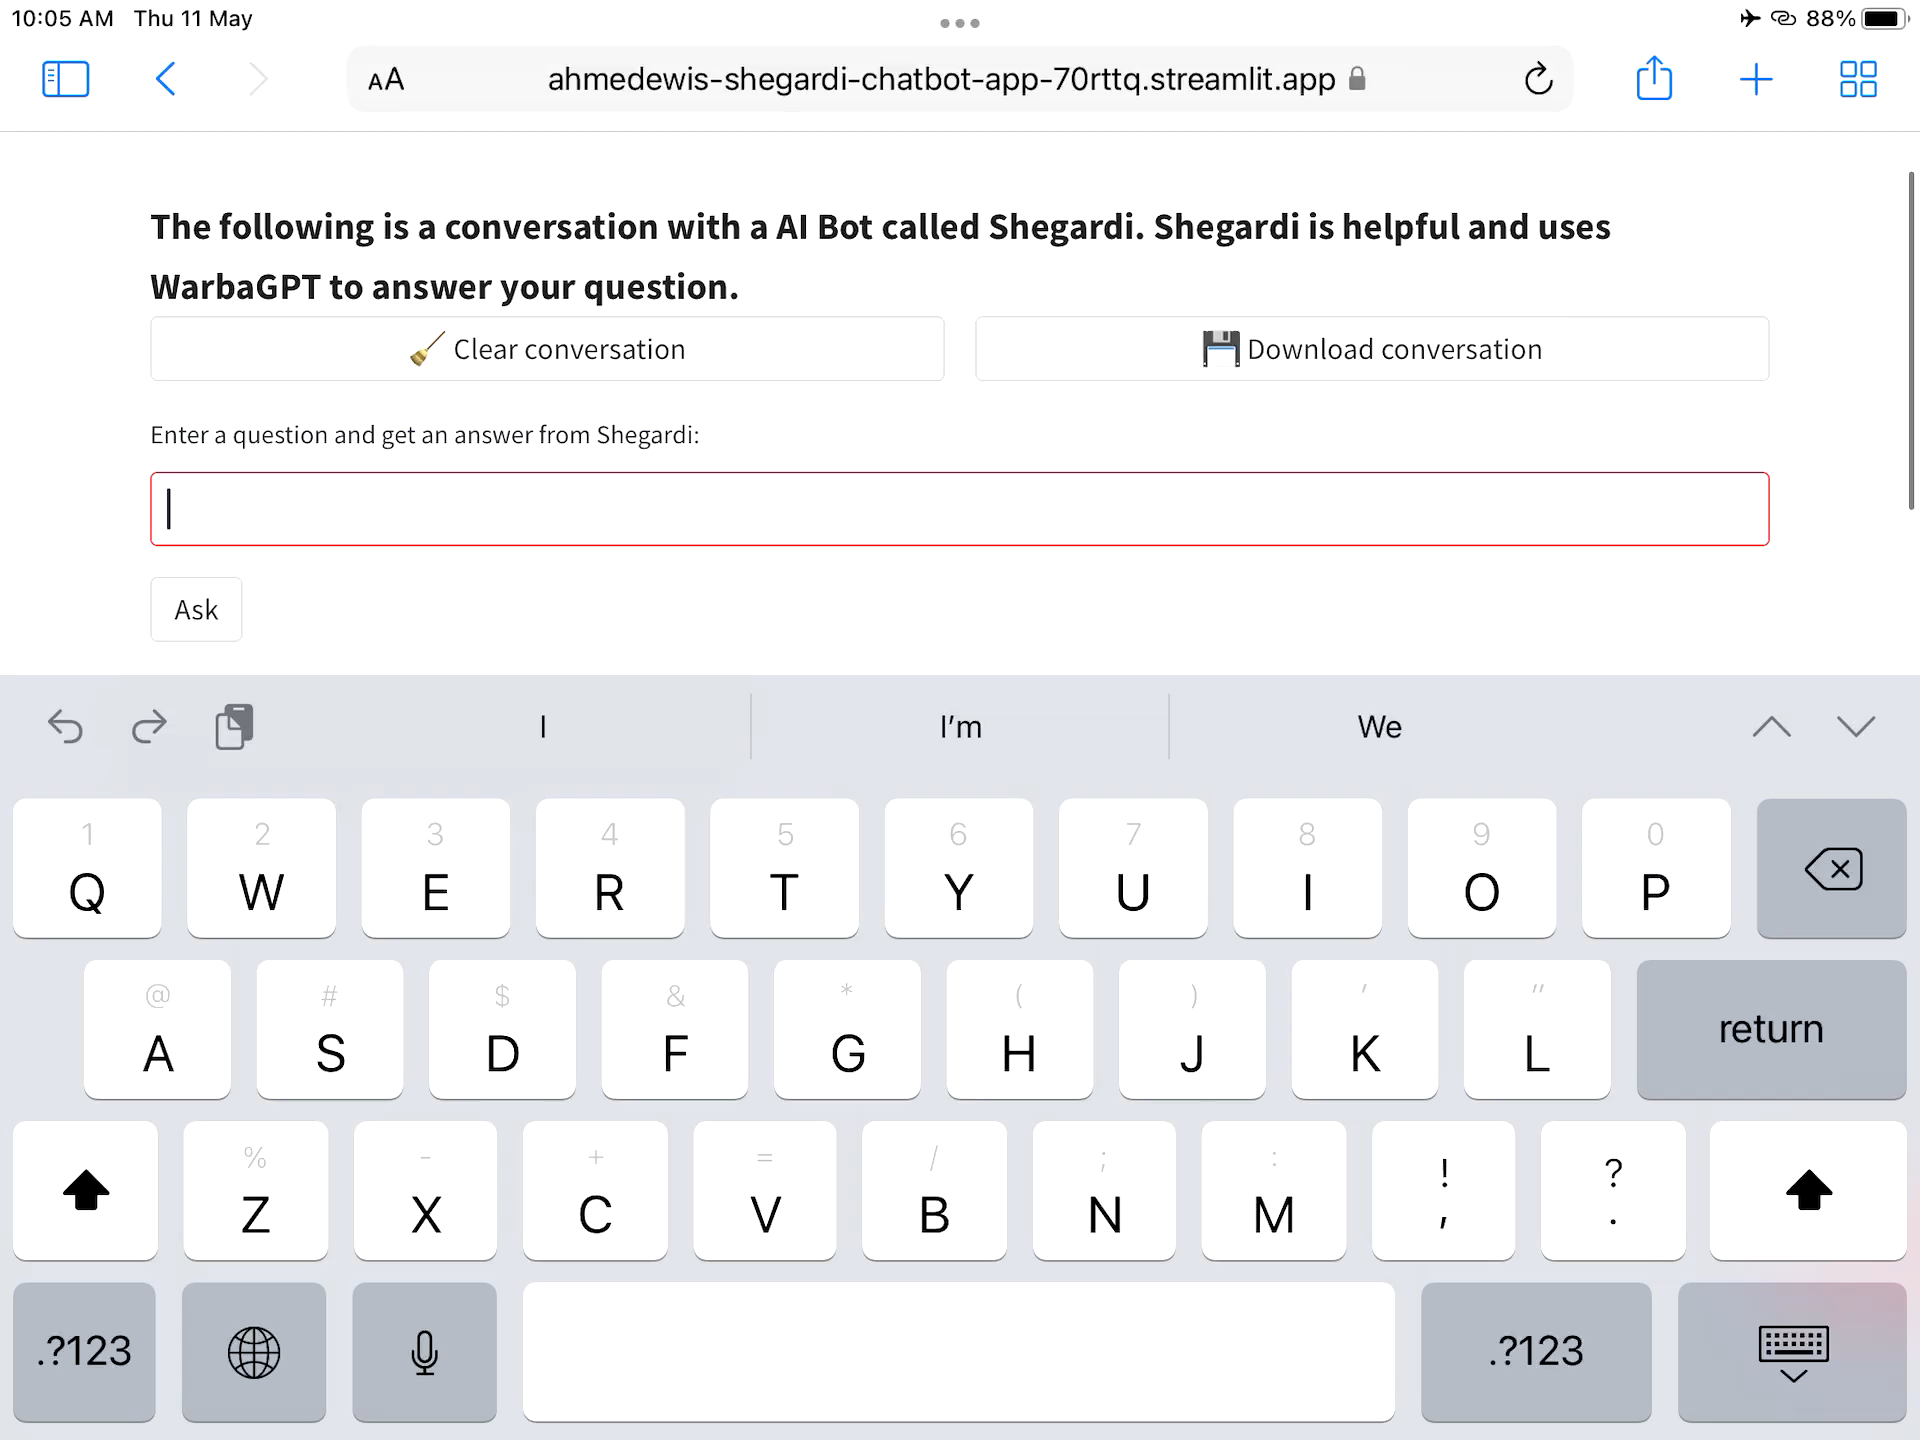 10:05 AM Thu 11 May
88%
AA
ahmedewis-shegardi-chatbot-app-70rttq.streamlit.app
The following is a conversation with a AI Bot called Shegardi. Shegardi is helpful and uses
WarbaGPT to answer your question.
🧹 Clear conversation
💾 Download conversation
Enter a question and get an answer from Shegardi:
Ask
I I’m We
1 2 3 4 5 6 7 8 9 0
Q W E R T Y U I O P
@ # $ & * ( ) ' "
A S D F G H J K L return
% - + = / ; : ! ?
Z X C V B N M , .
.?123 .?123